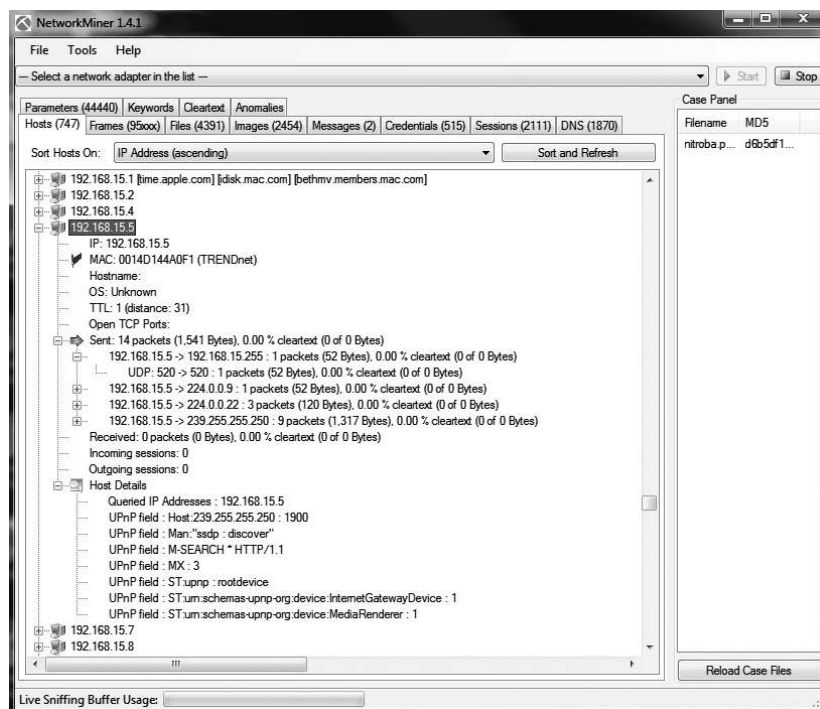 NetworkMiner 1.4.1
File Tools Help
--- Select a network adapter in the list ---
Start
Stop
Parameters (44440) Keywords Cleartext Anomalies
Hosts (747) Frames (95xxx) Files (4391) Images (2454) Messages (2) Credentials (515) Sessions (2111) DNS (1870)
Sort Hosts On: IP Address (ascending) Sort and Refresh
192.168.15.1 [time.apple.com] [idisk.mac.com] [bethmv.members.mac.com]
192.168.15.2
192.168.15.4
192.168.15.5
IP: 192.168.15.5
MAC: 0014D144A0F1 (TRENDnet)
Hostname:
OS: Unknown
TTL: 1 (distance: 31)
Open TCP Ports:
Sent: 14 packets (1,541 Bytes), 0.00 % cleartext (0 of 0 Bytes)
192.168.15.5 -> 192.168.15.255 : 1 packets (52 Bytes), 0.00 % cleartext (0 of 0 Bytes)
UDP: 520 -> 520 : 1 packets (52 Bytes), 0.00 % cleartext (0 of 0 Bytes)
192.168.15.5 -> 224.0.0.9 : 1 packets (52 Bytes), 0.00 % cleartext (0 of 0 Bytes)
192.168.15.5 -> 224.0.0.22 : 3 packets (120 Bytes), 0.00 % cleartext (0 of 0 Bytes)
192.168.15.5 -> 239.255.255.250 : 9 packets (1,317 Bytes), 0.00 % cleartext (0 of 0 Bytes)
Received: 0 packets (0 Bytes), 0.00 % cleartext (0 of 0 Bytes)
Incoming sessions: 0
Outgoing sessions: 0
Host Details
Queried IP Addresses : 192.168.15.5
UPnP field : Host:239.255.255.250 : 1900
UPnP field : Man:"ssdp : discover"
UPnP field : M-SEARCH * HTTP/1.1
UPnP field : MX : 3
UPnP field : ST:upnp : rootdevice
UPnP field : ST:urn:schemas-upnp-org:device:InternetGatewayDevice : 1
UPnP field : ST:urn:schemas-upnp-org:device:MediaRenderer : 1
192.168.15.7
192.168.15.8
Case Panel
Filename MD5
nitroba.p... d6b5df1...
Reload Case Files
Live Sniffing Buffer Usage: